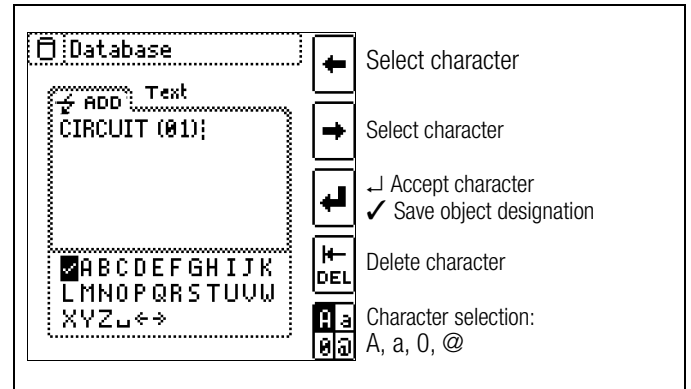 Database
Select character
ADD Text
CIRCUIT (01)
Select character
↵ Accept character
✓ Save object designation
DEL
Delete character
✓ABCDEFGHIJK
LMNOPQRSTUVW
XYZ␣←→
A a
0 @
Character selection:
A, a, 0, @